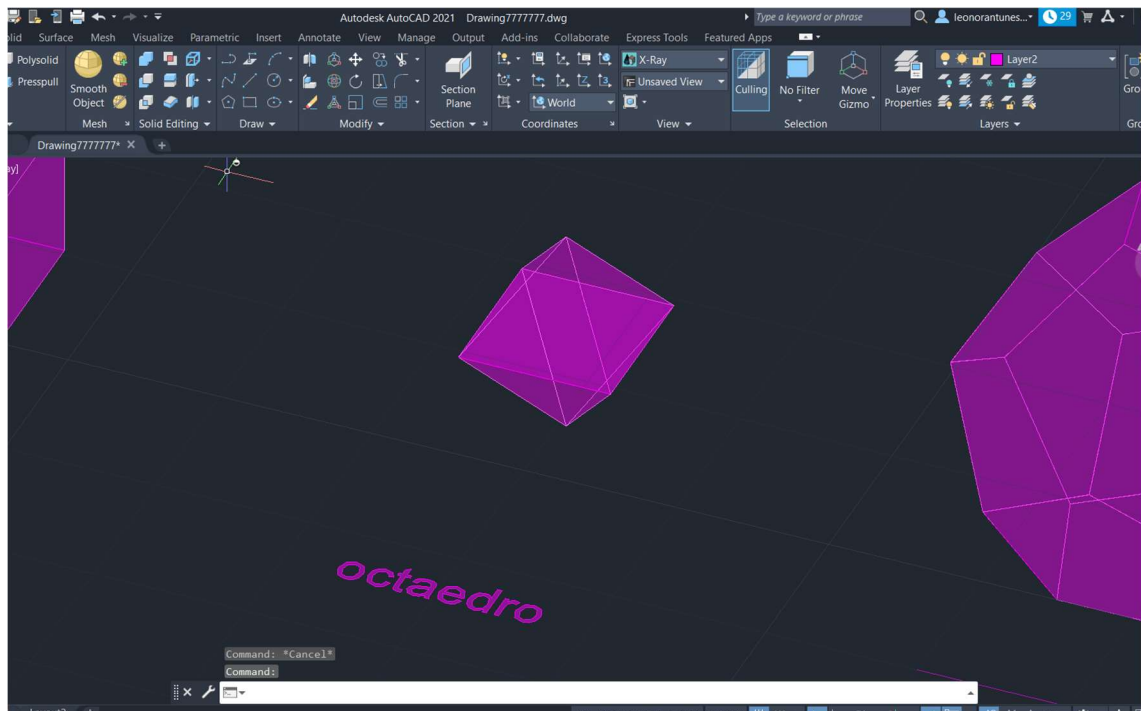 Autodesk AutoCAD 2021 Drawing7777777.dwg
Type a keyword or phrase
leonorantunes...
29
Surface Mesh Visualize Parametric Insert Annotate View Manage Output Add-ins Collaborate Express Tools Featured Apps
Polysolid
Presspull
Smooth
Object
Section
Plane
World
X-Ray
Unsaved View
Culling
No Filter
Move
Gizmo
Layer
Properties
Layer2
Mesh Solid Editing Draw Modify Section Coordinates View Selection Layers
Drawing7777777*
octaedro
Command: *Cancel*
Command: